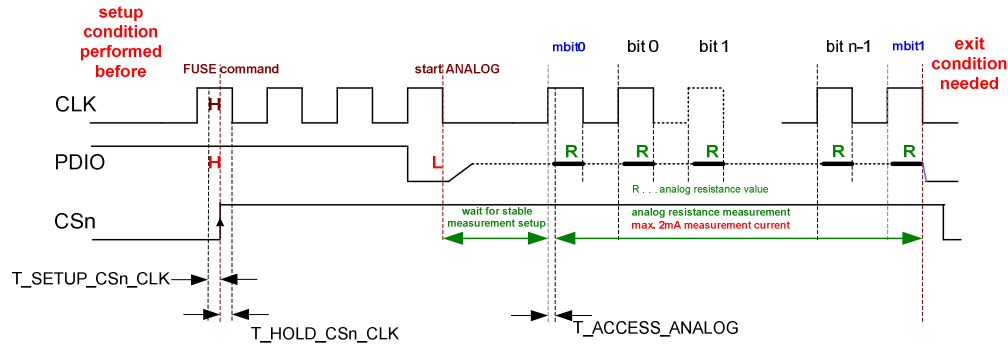 setup
condition
performed
before
mbit0
bit 0
bit 1
bit n-1
mbit1
exit
condition
needed
FUSE command
start ANALOG
CLK
H
PDIO
H
L
R
R
R
R
R
R . . . analog resistance value
CSn
wait for stable
measurement setup
analog resistance measurement
max. 2mA measurement current
T_SETUP_CSn_CLK
T_HOLD_CSn_CLK
T_ACCESS_ANALOG